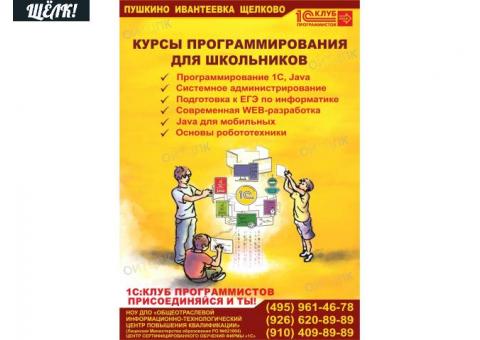 ЩЁЛК!
ПУШКИНО ИВАНТЕЕВКА ЩЕЛКОВО
1С КЛУБ
ПРОГРАММИСТОВ
КУРСЫ ПРОГРАММИРОВАНИЯ
ДЛЯ ШКОЛЬНИКОВ
Программирование 1С, Java
Системное администрирование
Подготовка к ЕГЭ по информатике
Современная WEB-разработка
Java для мобильных
Основы робототехники
1С
1С:КЛУБ ПРОГРАММИСТОВ
ПРИСОЕДИНЯЙСЯ И ТЫ!
НОУ ДПО «ОБЩЕОТРАСЛЕВОЙ
ИНФОРМАЦИОННО-ТЕХНОЛОГИЧЕСКИЙ
ЦЕНТР ПОВЫШЕНИЯ КВАЛИФИКАЦИИ»
ЦЕНТР СЕРТИФИЦИРОВАННОГО ОБУЧЕНИЯ ФИРМЫ «1С»
(495) 961-46-78
(926) 620-89-89
(910) 409-89-89